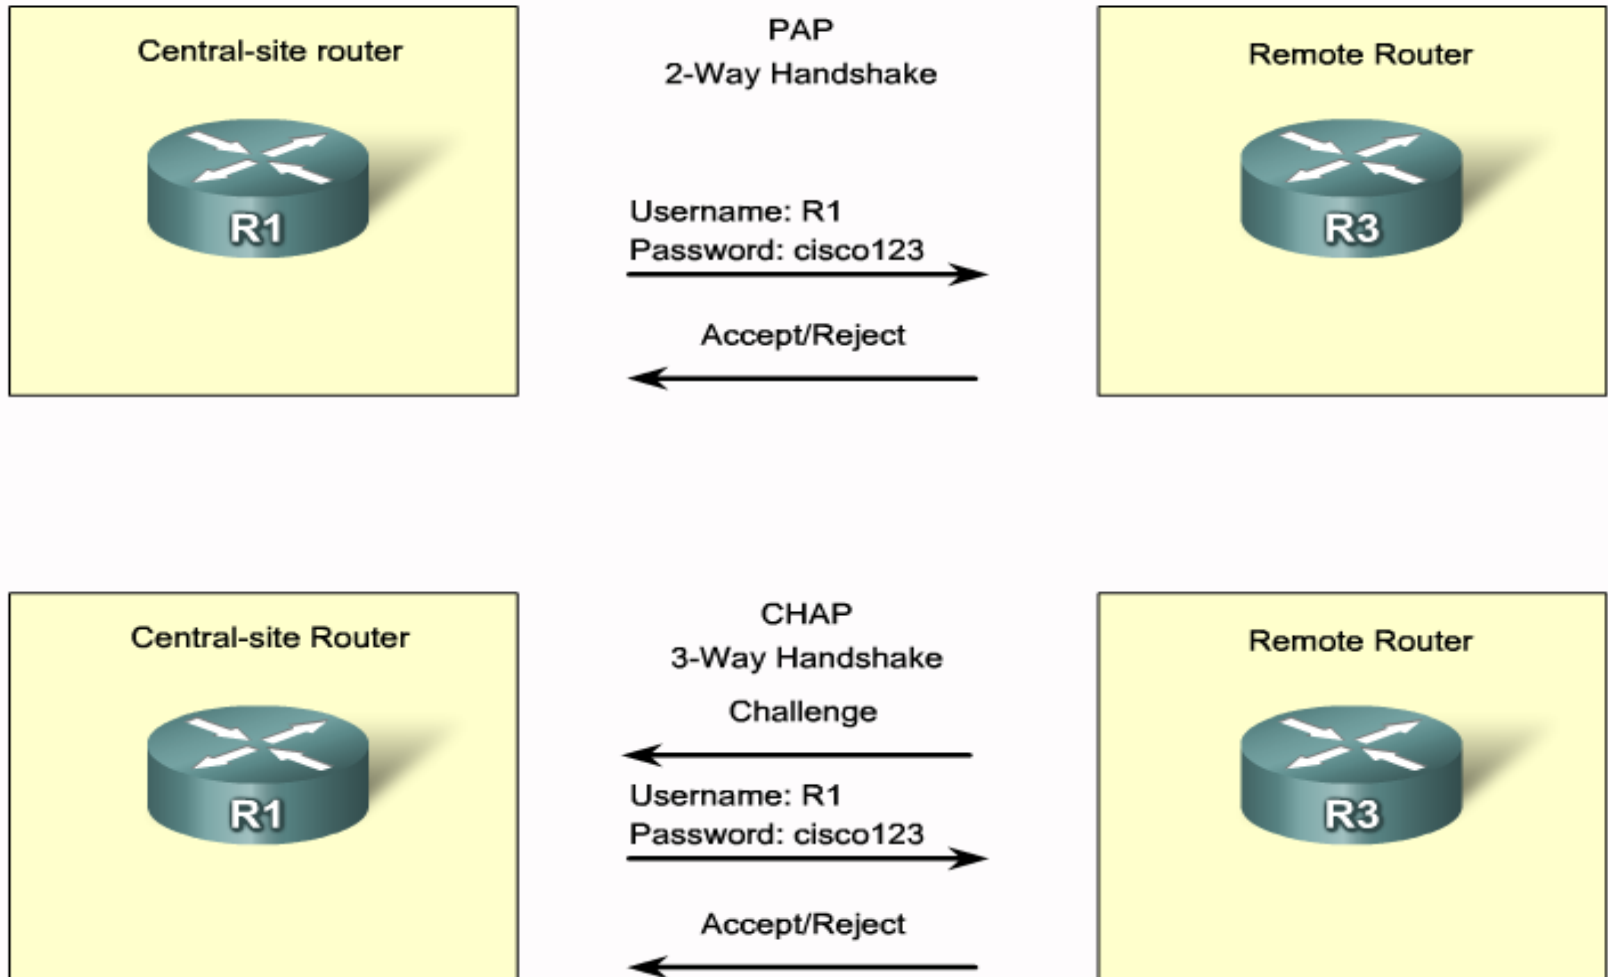 Central-site router
PAP
2-Way Handshake
Remote Router
R1
R3
Username: R1
Password: cisco123
Accept/Reject
Central-site Router
CHAP
3-Way Handshake
Remote Router
Challenge
R1
R3
Username: R1
Password: cisco123
Accept/Reject